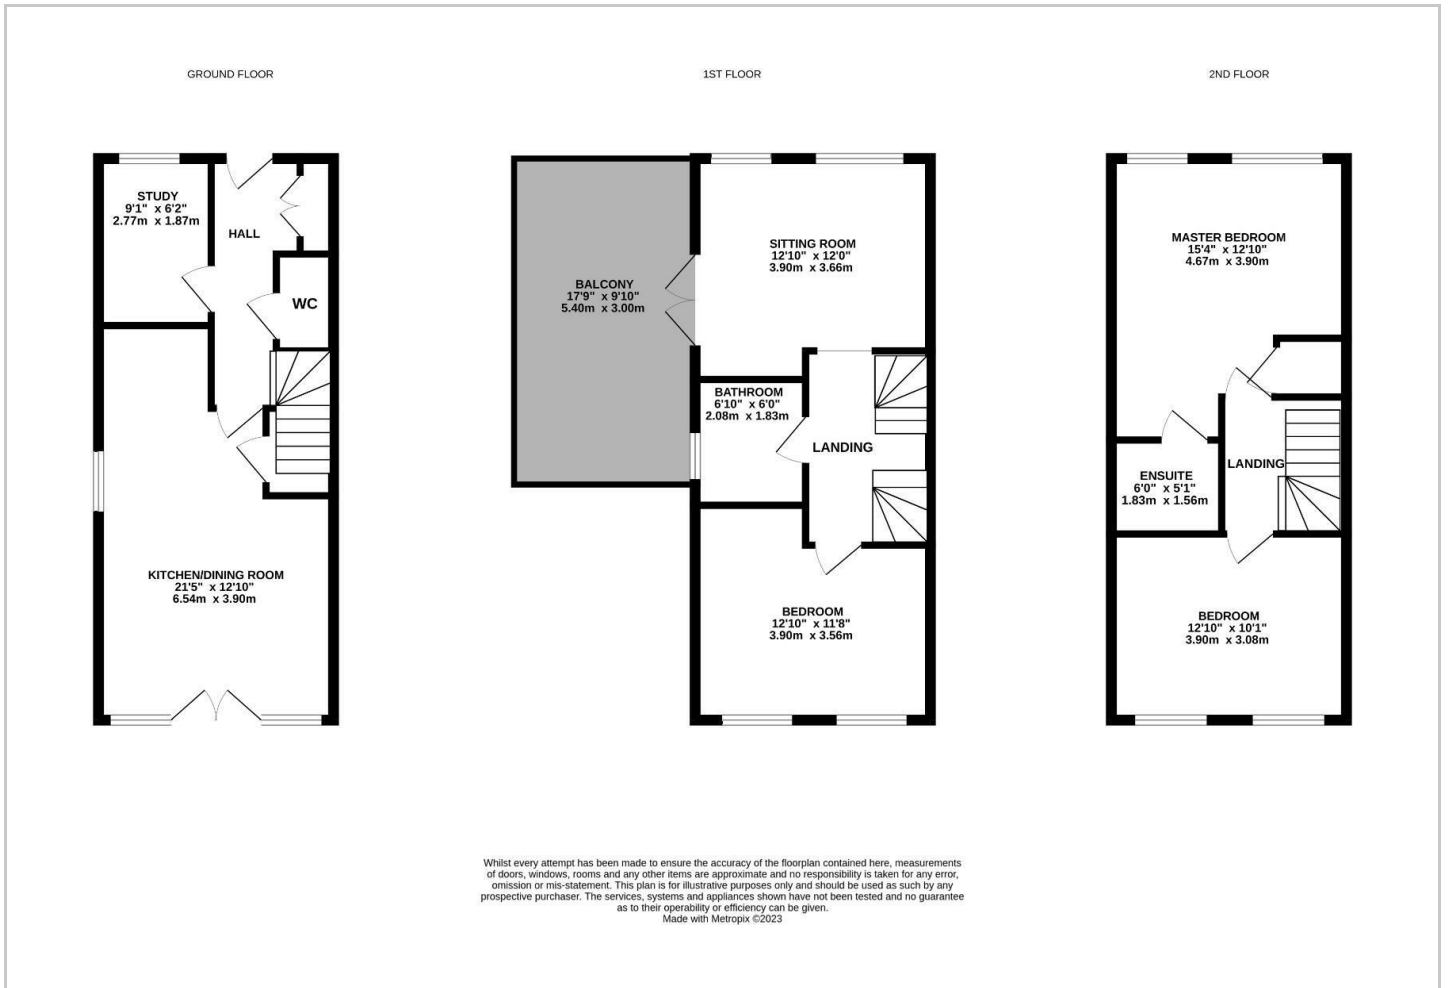 GROUND FLOOR
STUDY
9'1" x 6'2"
2.77m x 1.87m
HALL
WC
KITCHEN/DINING ROOM
21'5" x 12'10"
6.54m x 3.90m
1ST FLOOR
BALCONY
17'9" x 9'10"
5.40m x 3.00m
SITTING ROOM
12'10" x 12'0"
3.90m x 3.66m
BATHROOM
6'10" x 6'0"
2.08m x 1.83m
LANDING
BEDROOM
12'10" x 11'8"
3.90m x 3.56m
2ND FLOOR
MASTER BEDROOM
15'4" x 12'10"
4.67m x 3.90m
ENSUITE
6'0" x 5'1"
1.83m x 1.56m
LANDING
BEDROOM
12'10" x 10'1"
3.90m x 3.08m
Whilst every attempt has been made to ensure the accuracy of the floorplan contained here, measurements
of doors, windows, rooms and any other items are approximate and no responsibility is taken for any error,
omission or mis-statement. This plan is for illustrative purposes only and should be used as such by any
prospective purchaser. The services, systems and appliances shown have not been tested and no guarantee
as to their operability or efficiency can be given.
Made with Metropix ©2023